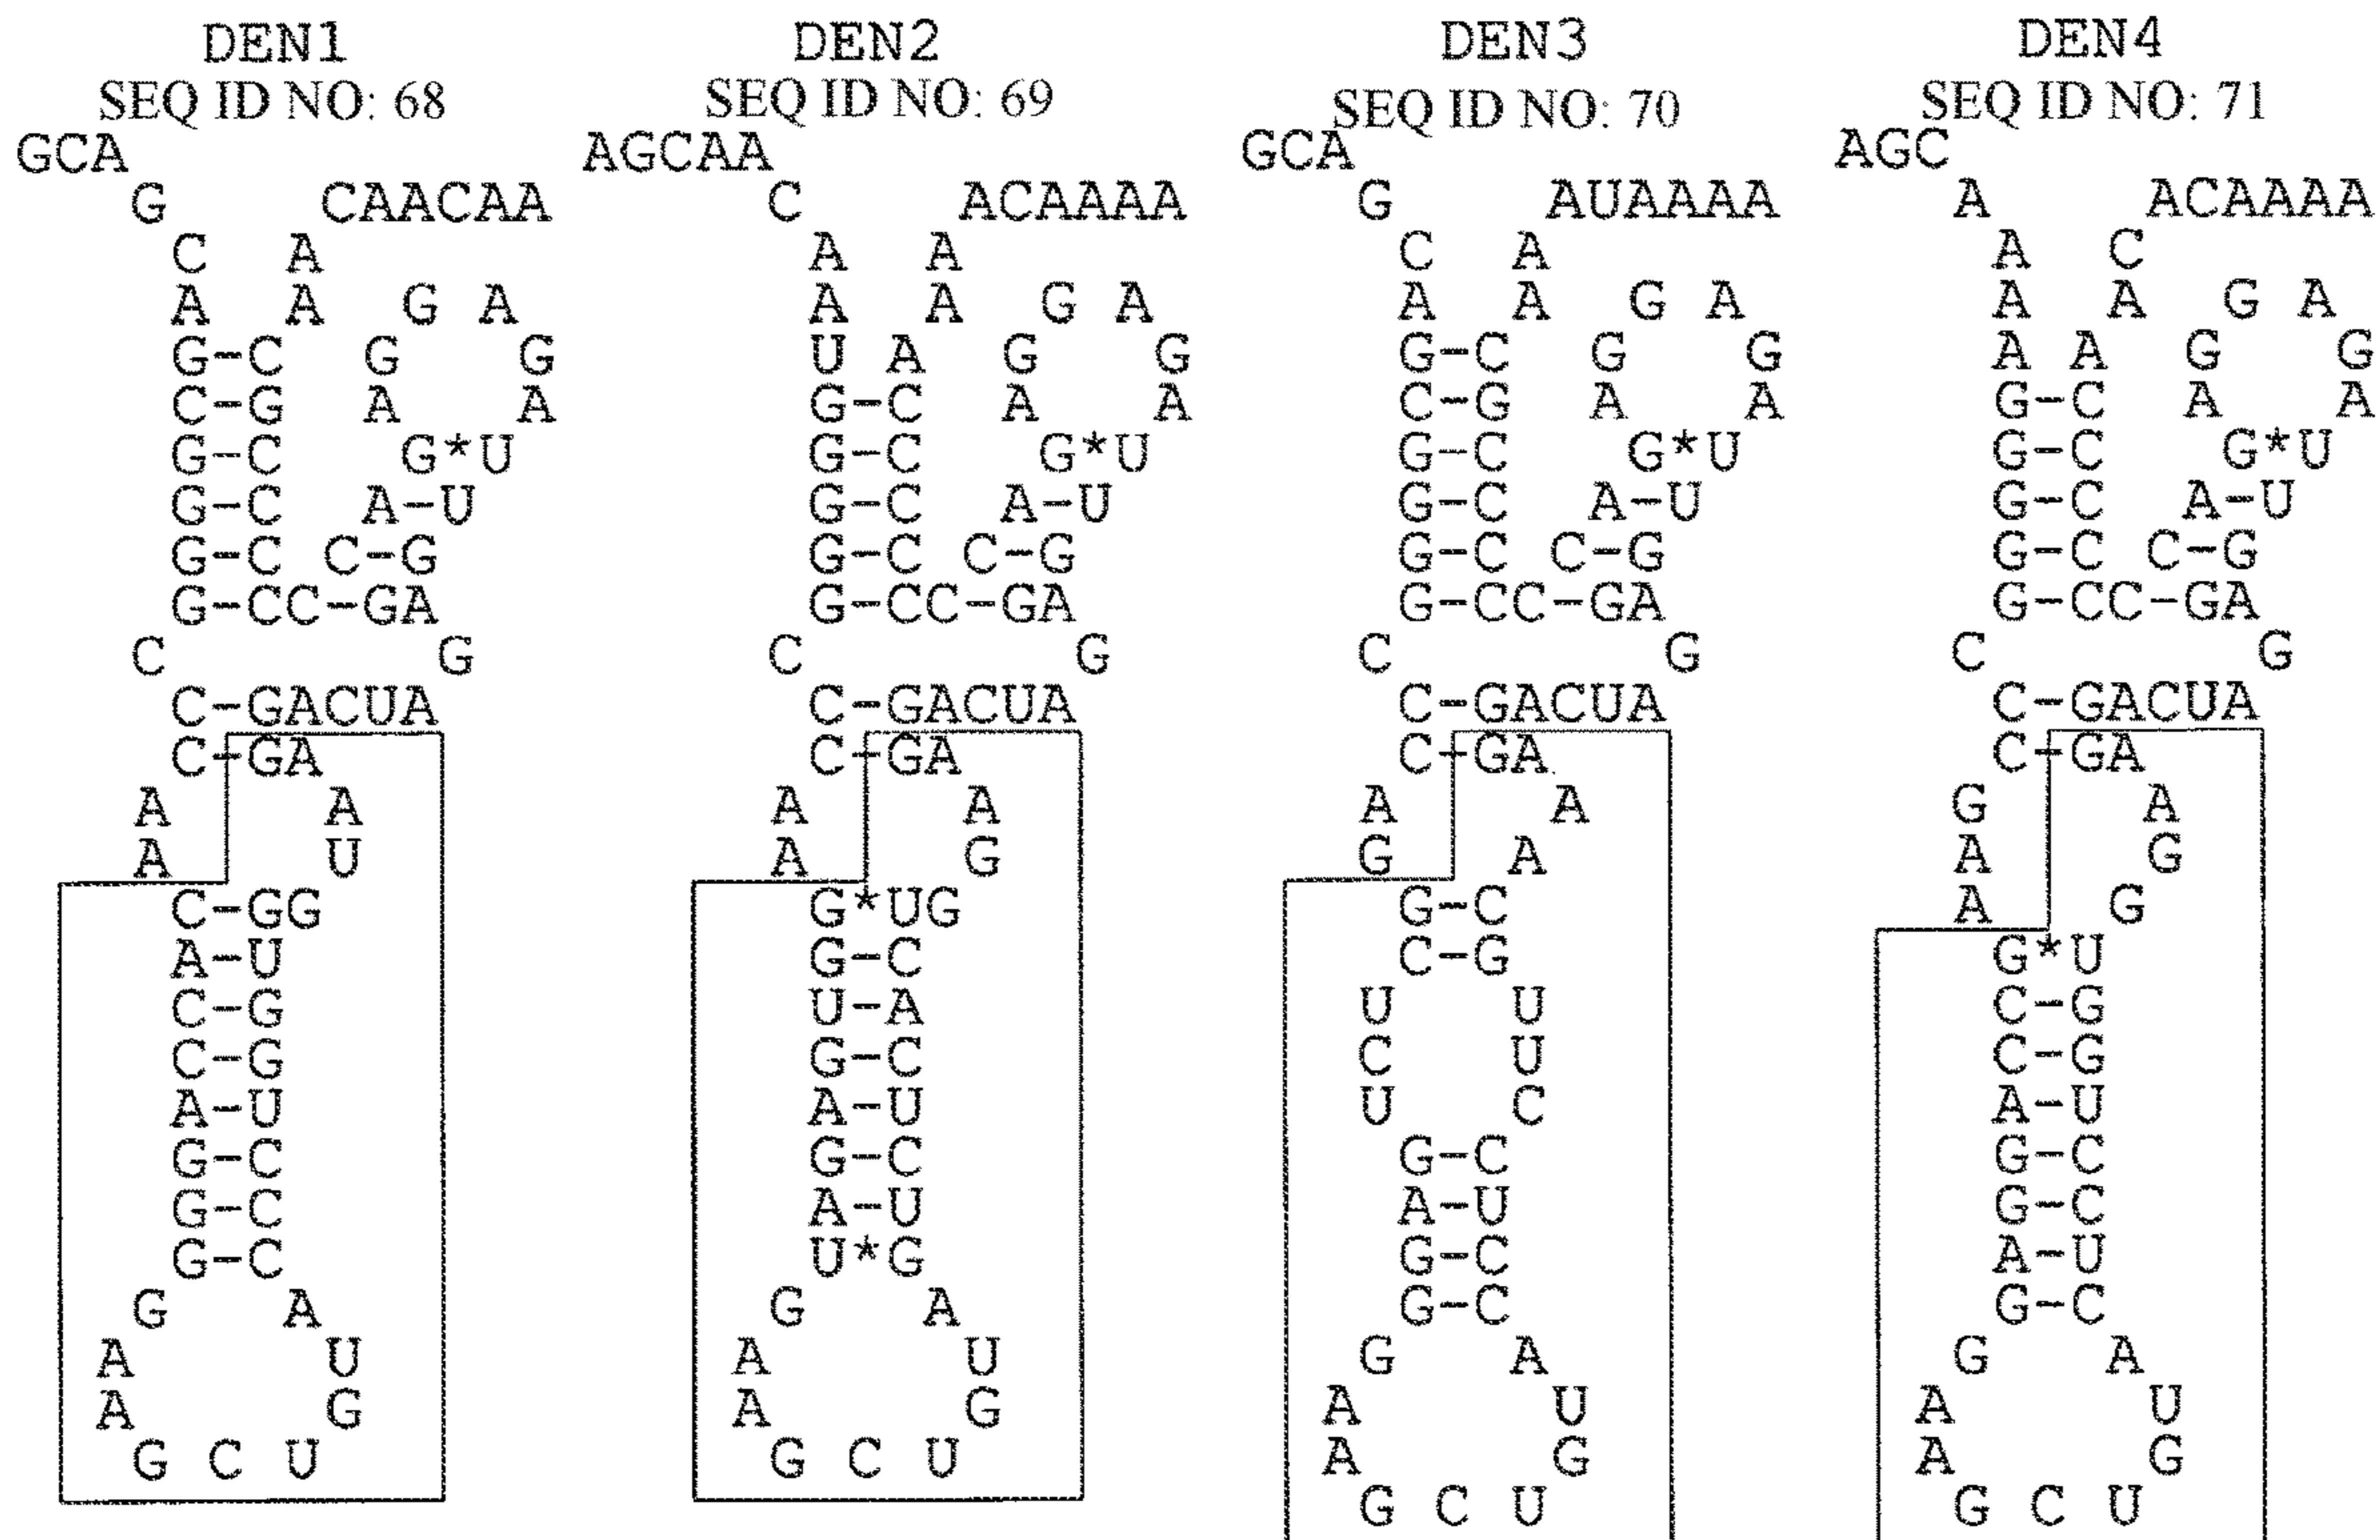 DEN1 DEN2 DEN3 DEN4
SEQ ID NO: 68 SEQ ID NO: 69 SEQ ID NO: 70 SEQ ID NO: 71
GCA AGCAA GCA AGC
G CAACAA C ACAAAA G AUAAAA A ACAAAA
C A A A C A A C
A A G A A A G A A A G A A A G A
G-C G G U A G G G-C G G A A G G
C-G A A G-C A A C-G A A G-C A A
G-C G*U G-C G*U G-C G*U G-C G*U
G-C A-U G-C A-U G-C A-U G-C A-U
G-C C-G G-C C-G G-C C-G G-C C-G
G-CC-GA G-CC-GA G-CC-GA G-CC-GA
C G C G C G C G
C-GACUA C-GACUA C-GACUA C-GACUA
C-GA C-GA C-GA C-GA
A A A A A A G A
A U A G G A A G
C-GG G*UG G-C A G
A-U G-C C-G G*U
C-G U-A U U C-G
C-G G-C C U C-G
A-U A-U U C A-U
G-C G-C G-C G-C
G-C A-U A-U G-C
G-C U*G G-C A-U
G A G A G-C G-C
A U A U G A G A
A G A G A U A U
G C U G C U A G A G
G C U G C U